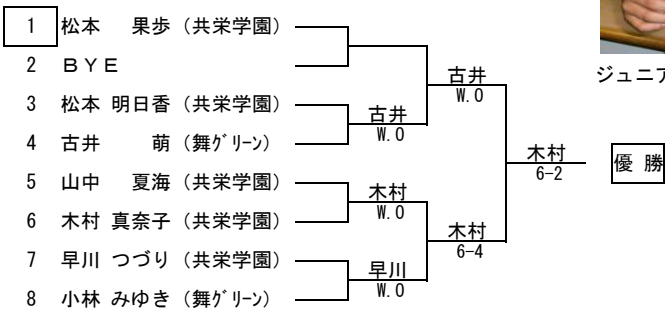 1 松本 果歩 (共栄学園)
2 ＢＹＥ
古井
W.0
ジュニア
3 松本 明日香 (共栄学園)
古井
W.0
4 古井 萌 (舞ｸﾞﾘｰﾝ)
木村
6-2
優 勝
5 山中 夏海 (共栄学園)
木村
W.0
6 木村 真奈子 (共栄学園)
木村
6-4
7 早川 つづり (共栄学園)
早川
W.0
8 小林 みゆき (舞ｸﾞﾘｰﾝ)